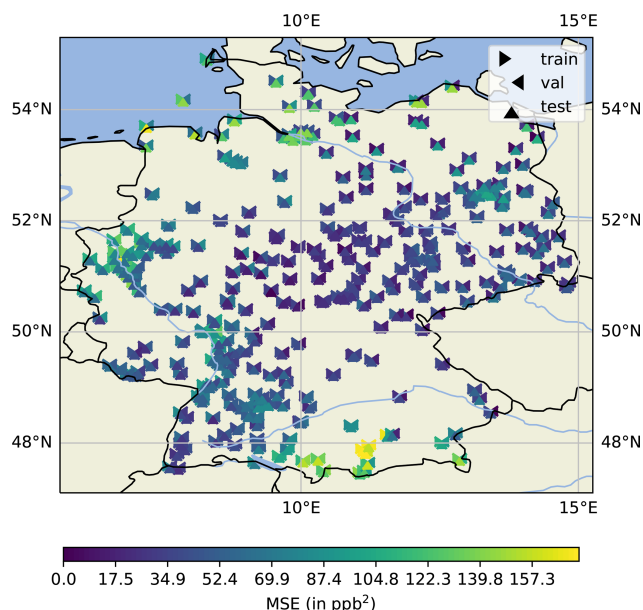 10°E 15°E
train
val
test
54°N 54°N
52°N 52°N
50°N 50°N
48°N 48°N
10°E 15°E
0.0 17.5 34.9 52.4 69.9 87.4 104.8 122.3 139.8 157.3
MSE (in ppb²)